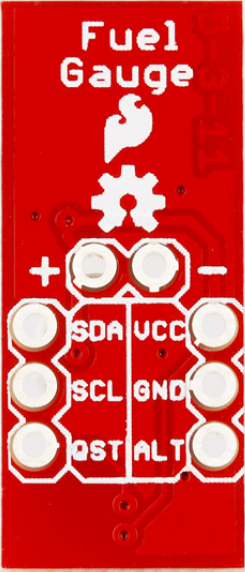 Fuel
Gauge
+ -
SDA VCC
SCL GND
QST ALT